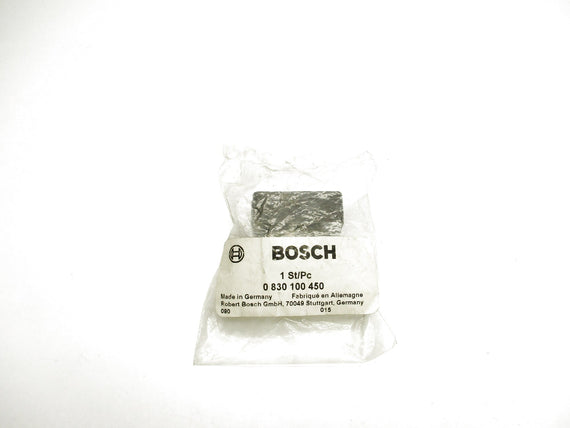 BOSCH
1 St/Pc
0 830 100 450
Made in Germany Fabriqué en Allemagne
Robert Bosch GmbH, 70049 Stuttgart, Germany
090 015